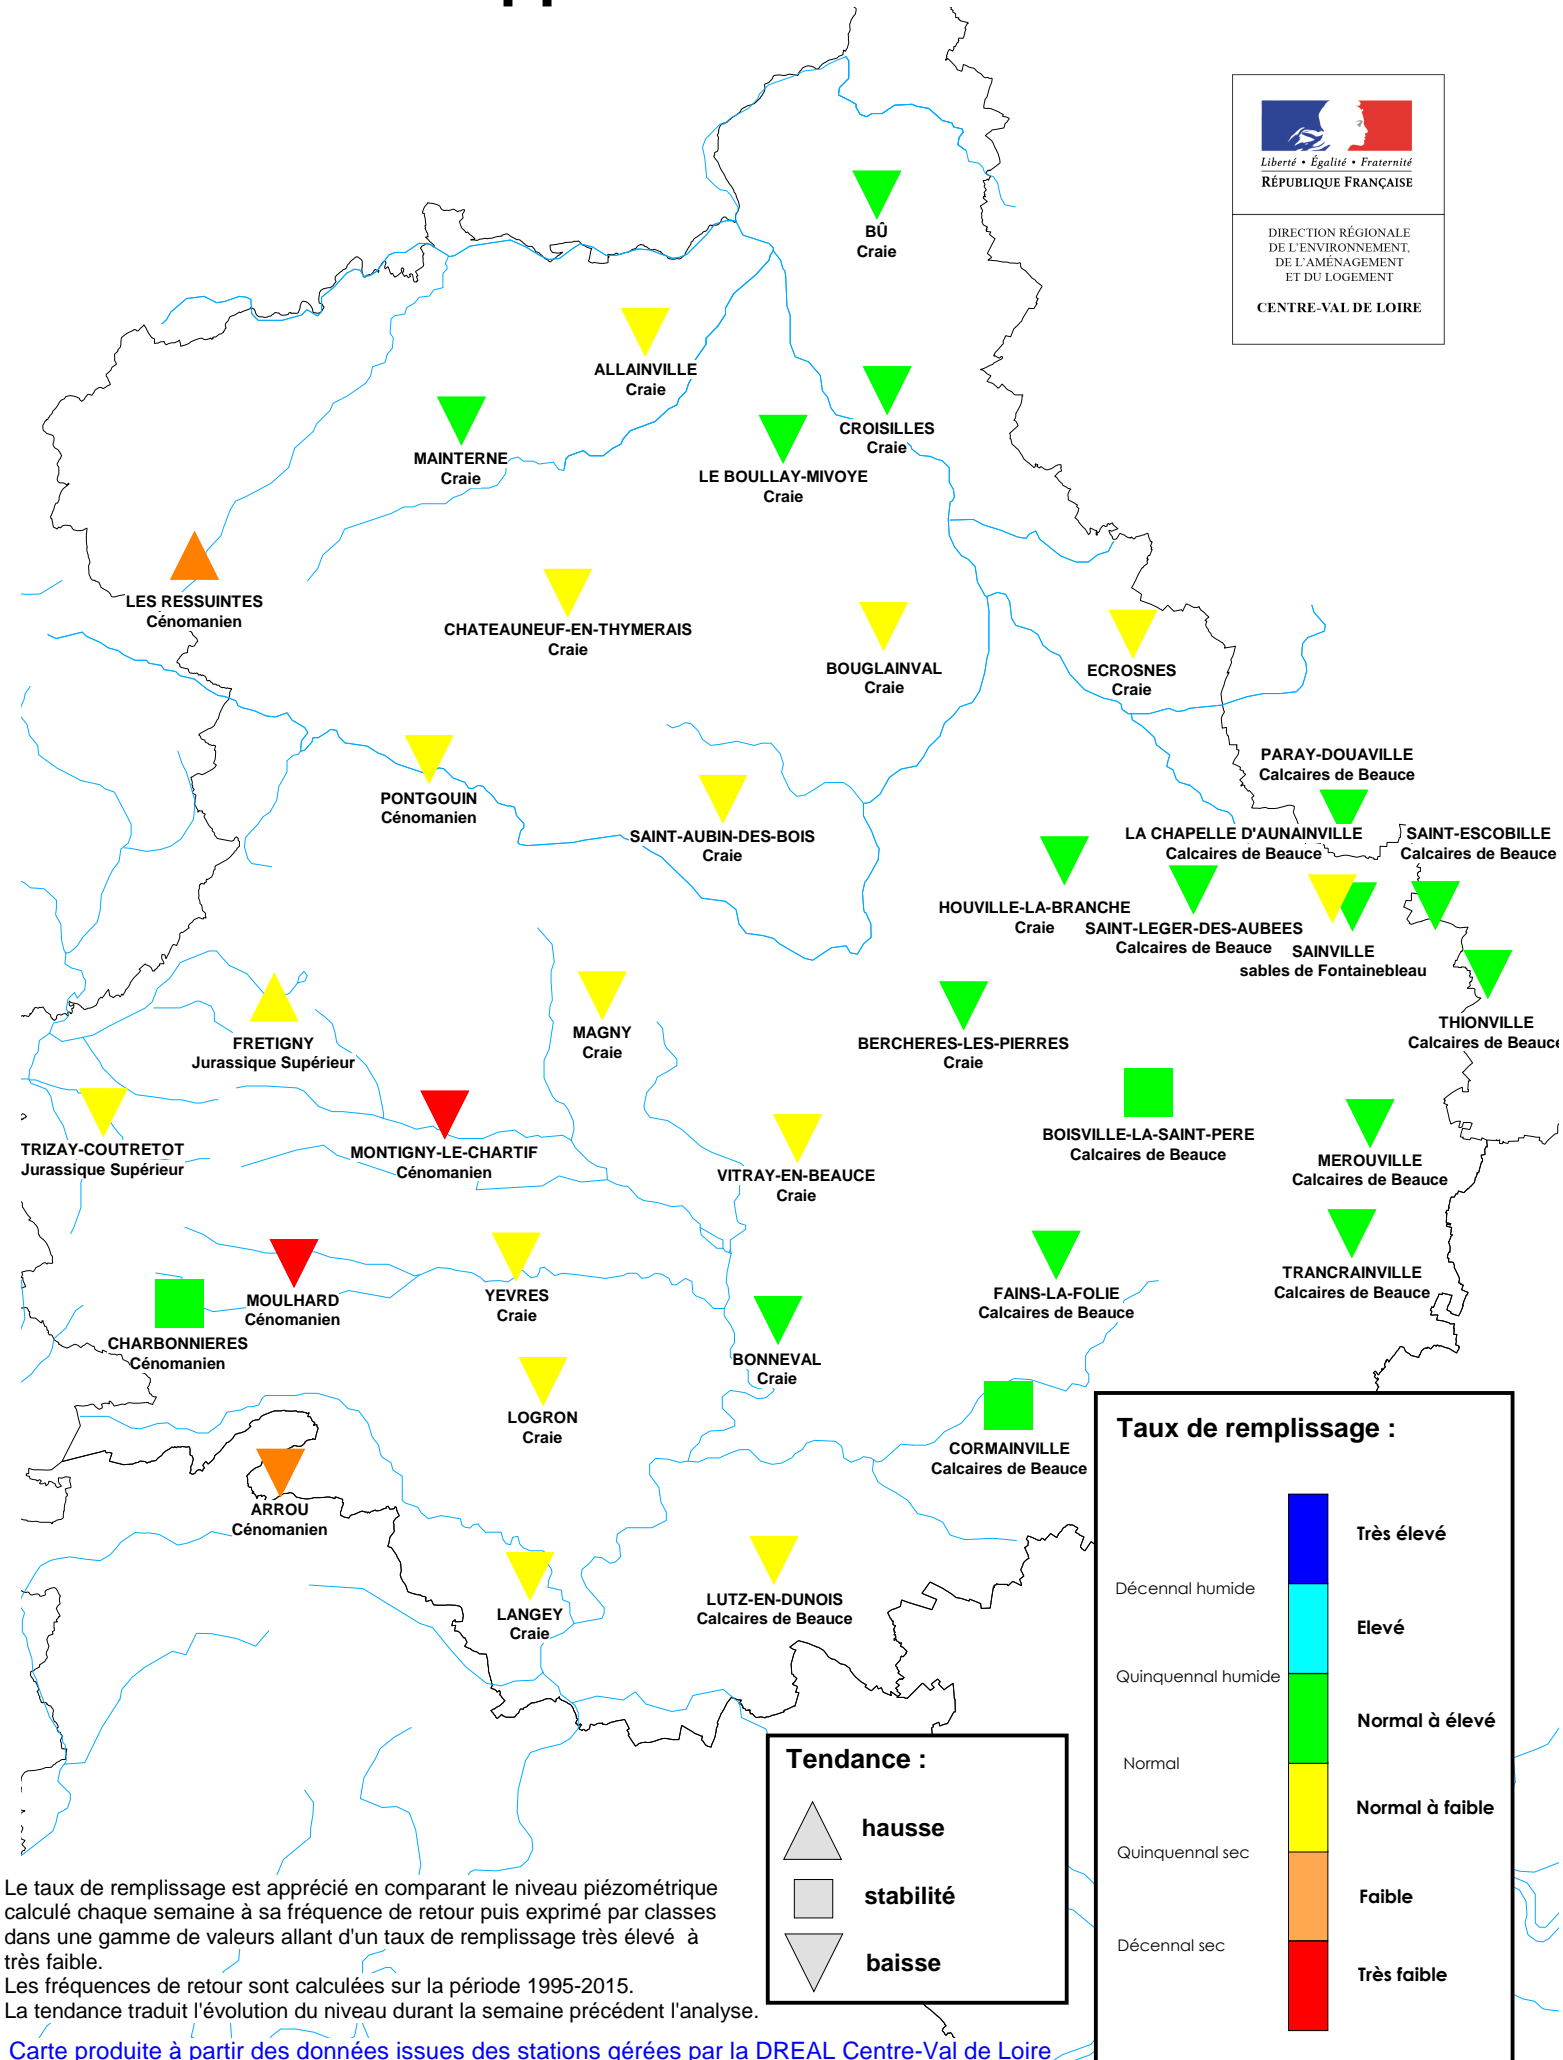 Liberté • Égalité • Fraternité
RÉPUBLIQUE FRANÇAISE
DIRECTION RÉGIONALE
DE L'ENVIRONNEMENT,
DE L'AMÉNAGEMENT
ET DU LOGEMENT
CENTRE-VAL DE LOIRE
BÛ
Craie
ALLAINVILLE
Craie
CROISILLES
Craie
MAINTERNE
Craie
LE BOULLAY-MIVOYE
Craie
LES RESSUINTES
Cénomanien
CHATEAUNEUF-EN-THYMERAIS
Craie
BOUGLAINVAL
Craie
ECROSNES
Craie
PARAY-DOUAVILLE
Calcaires de Beauce
PONTGOUIN
Cénomanien
SAINT-AUBIN-DES-BOIS
Craie
LA CHAPELLE D'AUNAINVILLE
Calcaires de Beauce
SAINT-ESCOBILLE
Calcaires de Beauce
HOUVILLE-LA-BRANCHE
Craie
SAINT-LEGER-DES-AUBEES
Calcaires de Beauce
SAINVILLE
sables de Fontainebleau
THIONVILLE
Calcaires de Beauce
FRETIGNY
Jurassique Supérieur
MAGNY
Craie
BERCHERES-LES-PIERRES
Craie
TRIZAY-COUTRETOT
Jurassique Supérieur
MONTIGNY-LE-CHARTIF
Cénomanien
VITRAY-EN-BEAUCE
Craie
BOISVILLE-LA-SAINT-PERE
Calcaires de Beauce
MEROUVILLE
Calcaires de Beauce
MOULHARD
Cénomanien
YEVRES
Craie
FAINS-LA-FOLIE
Calcaires de Beauce
TRANCRAINVILLE
Calcaires de Beauce
CHARBONNIERES
Cénomanien
BONNEVAL
Craie
LOGRON
Craie
CORMAINVILLE
Calcaires de Beauce
ARROU
Cénomanien
LANGEY
Craie
LUTZ-EN-DUNOIS
Calcaires de Beauce
Taux de remplissage :
Très élevé
Décennal humide
Elevé
Quinquennal humide
Normal à élevé
Normal
Normal à faible
Quinquennal sec
Faible
Décennal sec
Très faible
Tendance :
hausse
stabilité
baisse
Le taux de remplissage est apprécié en comparant le niveau piézométrique
calculé chaque semaine à sa fréquence de retour puis exprimé par classes
dans une gamme de valeurs allant d'un taux de remplissage très élevé à
très faible.
Les fréquences de retour sont calculées sur la période 1995-2015.
La tendance traduit l'évolution du niveau durant la semaine précédent l'analyse.
Carte produite à partir des données issues des stations gérées par la DREAL Centre-Val de Loire